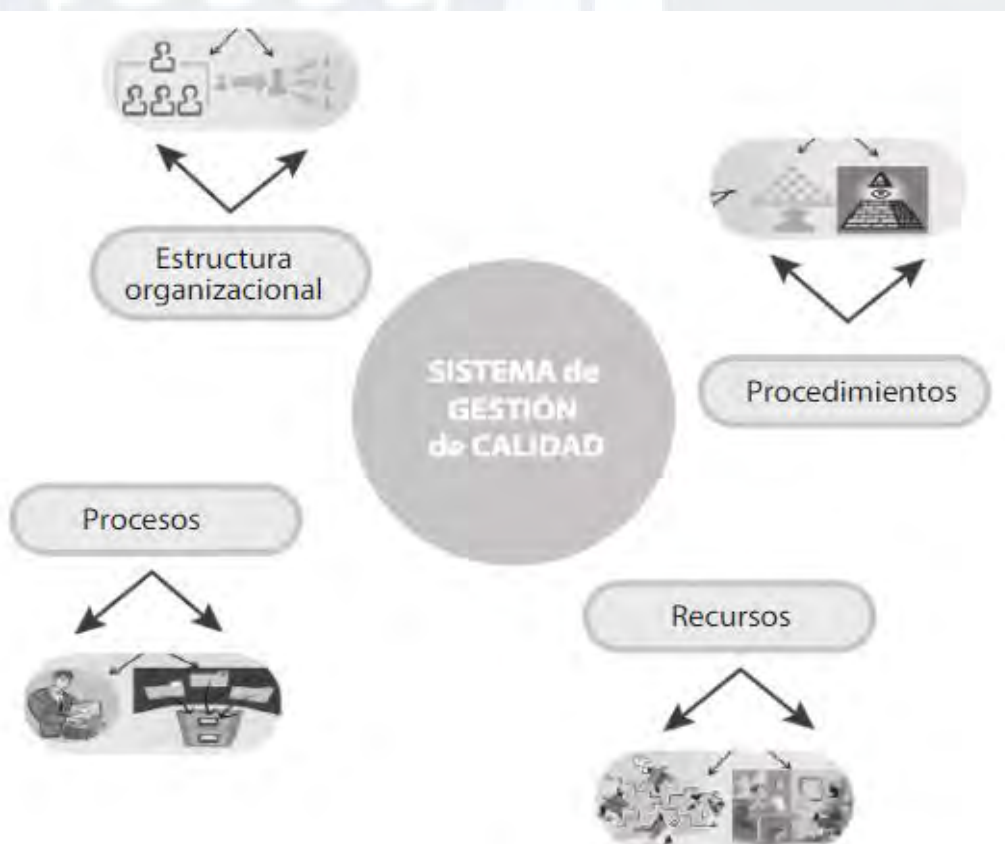 Estructura
organizacional
Procedimientos
SISTEMA de
GESTIÓN
de CALIDAD
Procesos
Recursos